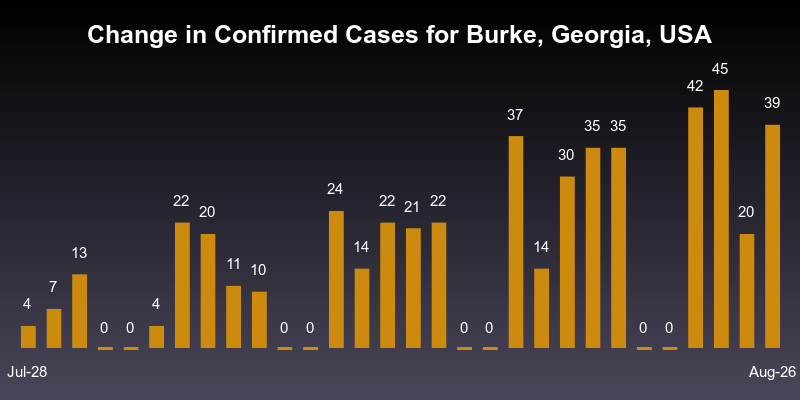 Change in Confirmed Cases for Burke, Georgia, USA
4 7 13 0 0 4 22 20 11 10 0 0 24 14 22 21 22 0 0 37 14 30 35 35 0 0 42 45 20 39
Jul-28 Aug-26